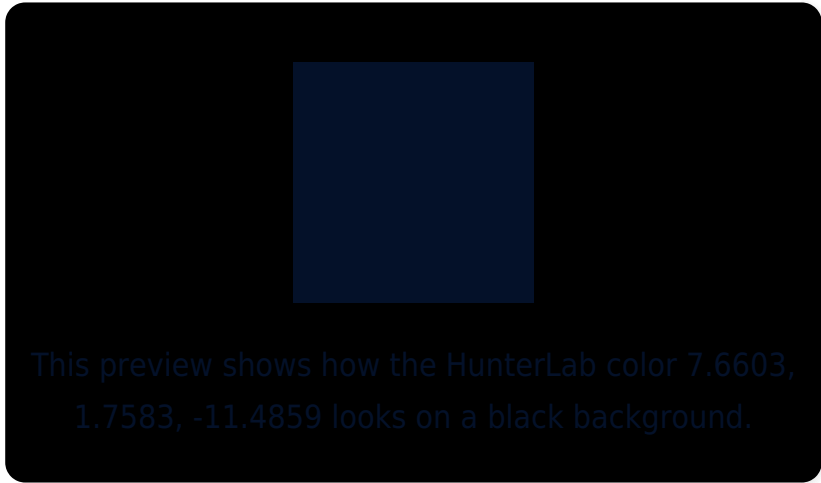 This preview shows how the HunterLab color 7.6603,
1.7583, -11.4859 looks on a black background.